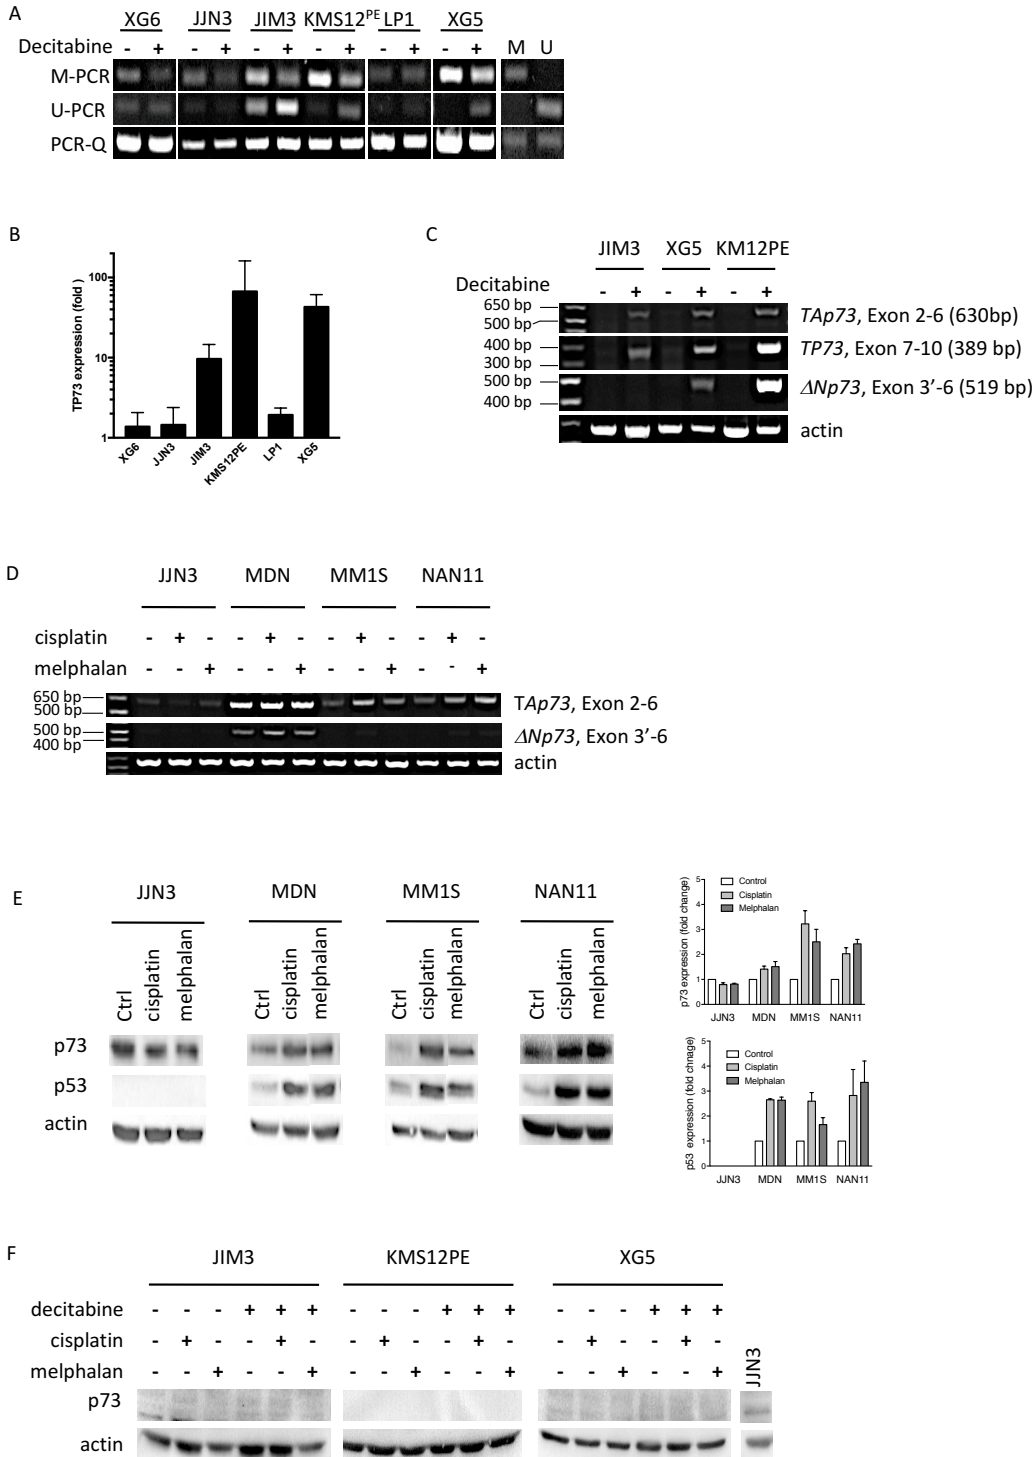 A
XG6 JJN3 JIM3 KMS12PE LP1 XG5
Decitabine - + - + - + - + - + - + M U
M-PCR
U-PCR
PCR-Q
B
TP73 expression (fold )
100
10
1
XG6 JJN3 JIM3 KMS12PE LP1 XG5
C
JIM3 XG5 KM12PE
Decitabine - + - + - +
650 bp
500 bp
TAp73, Exon 2-6 (630bp)
400 bp
300 bp
TP73, Exon 7-10 (389 bp)
500 bp
400 bp
ΔNp73, Exon 3’-6 (519 bp)
actin
D
JJN3 MDN MM1S NAN11
cisplatin - + - - + - - + - - + -
melphalan - - + - - + - - + - - +
650 bp
500 bp
TAp73, Exon 2-6
500 bp
400 bp
ΔNp73, Exon 3’-6
actin
E
JJN3 MDN MM1S NAN11
Ctrl cisplatin melphalan Ctrl cisplatin melphalan Ctrl cisplatin melphalan Ctrl cisplatin melphalan
p73
p53
actin
p73 expression (fold change)
5
4
3
2
1
0
Control
Cisplatin
Melphalan
JJN3 MDN MM1S NAN11
p53 expression (fold chnage)
5
4
3
2
1
0
Control
Cisplatin
Melphalan
JJN3 MDN MM1S NAN11
F
JIM3 KMS12PE XG5
decitabine - - - + + + - - - + + + - - - + + +
cisplatin - + - - + - - + - - + - - + - - + -
melphalan - - + - - + - - + - - + - - + - - +
JJN3
p73
actin